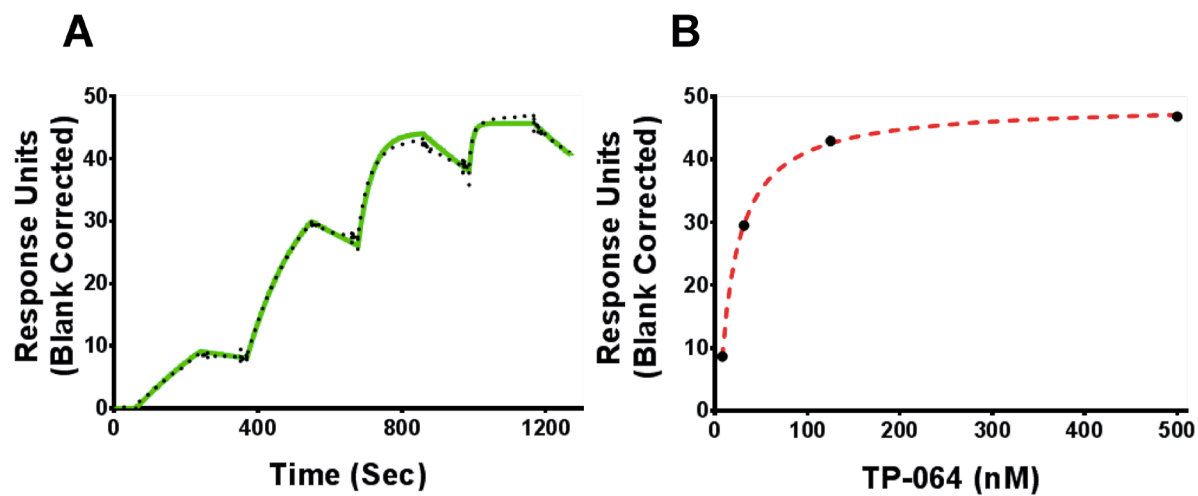 A
50
40
30
20
10
0
0 400 800 1200
Response Units
(Blank Corrected)
Time (Sec)
B
50
40
30
20
10
0
0 100 200 300 400 500
Response Units
(Blank Corrected)
TP-064 (nM)